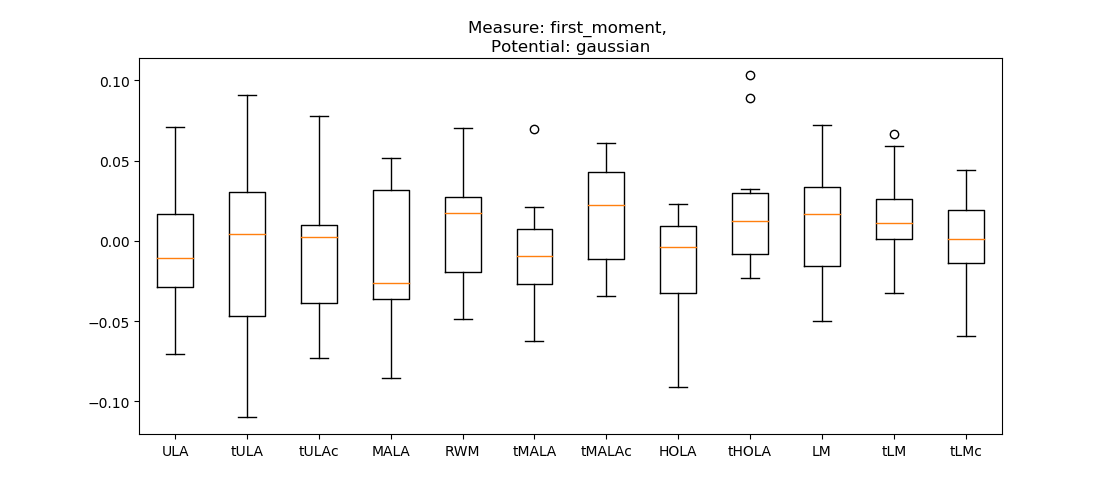 Measure: first_moment,
Potential: gaussian
0.10
0.05
0.00
−0.05
−0.10
ULA tULA tULAc MALA RWM tMALA tMALAc HOLA tHOLA LM tLM tLMc